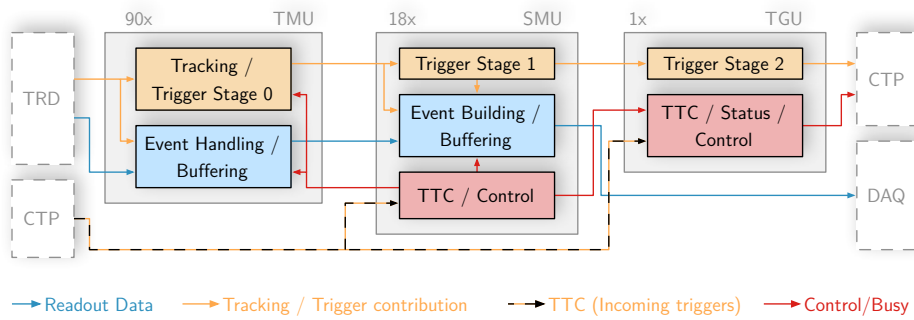 90x
TMU
18x
SMU
1x
TGU
TRD
Tracking /
Trigger Stage 0
Event Handling /
Buffering
Trigger Stage 1
Event Building /
Buffering
TTC / Control
Trigger Stage 2
TTC / Status /
Control
CTP
DAQ
CTP
Readout Data
Tracking / Trigger contribution
TTC (Incoming triggers)
Control/Busy